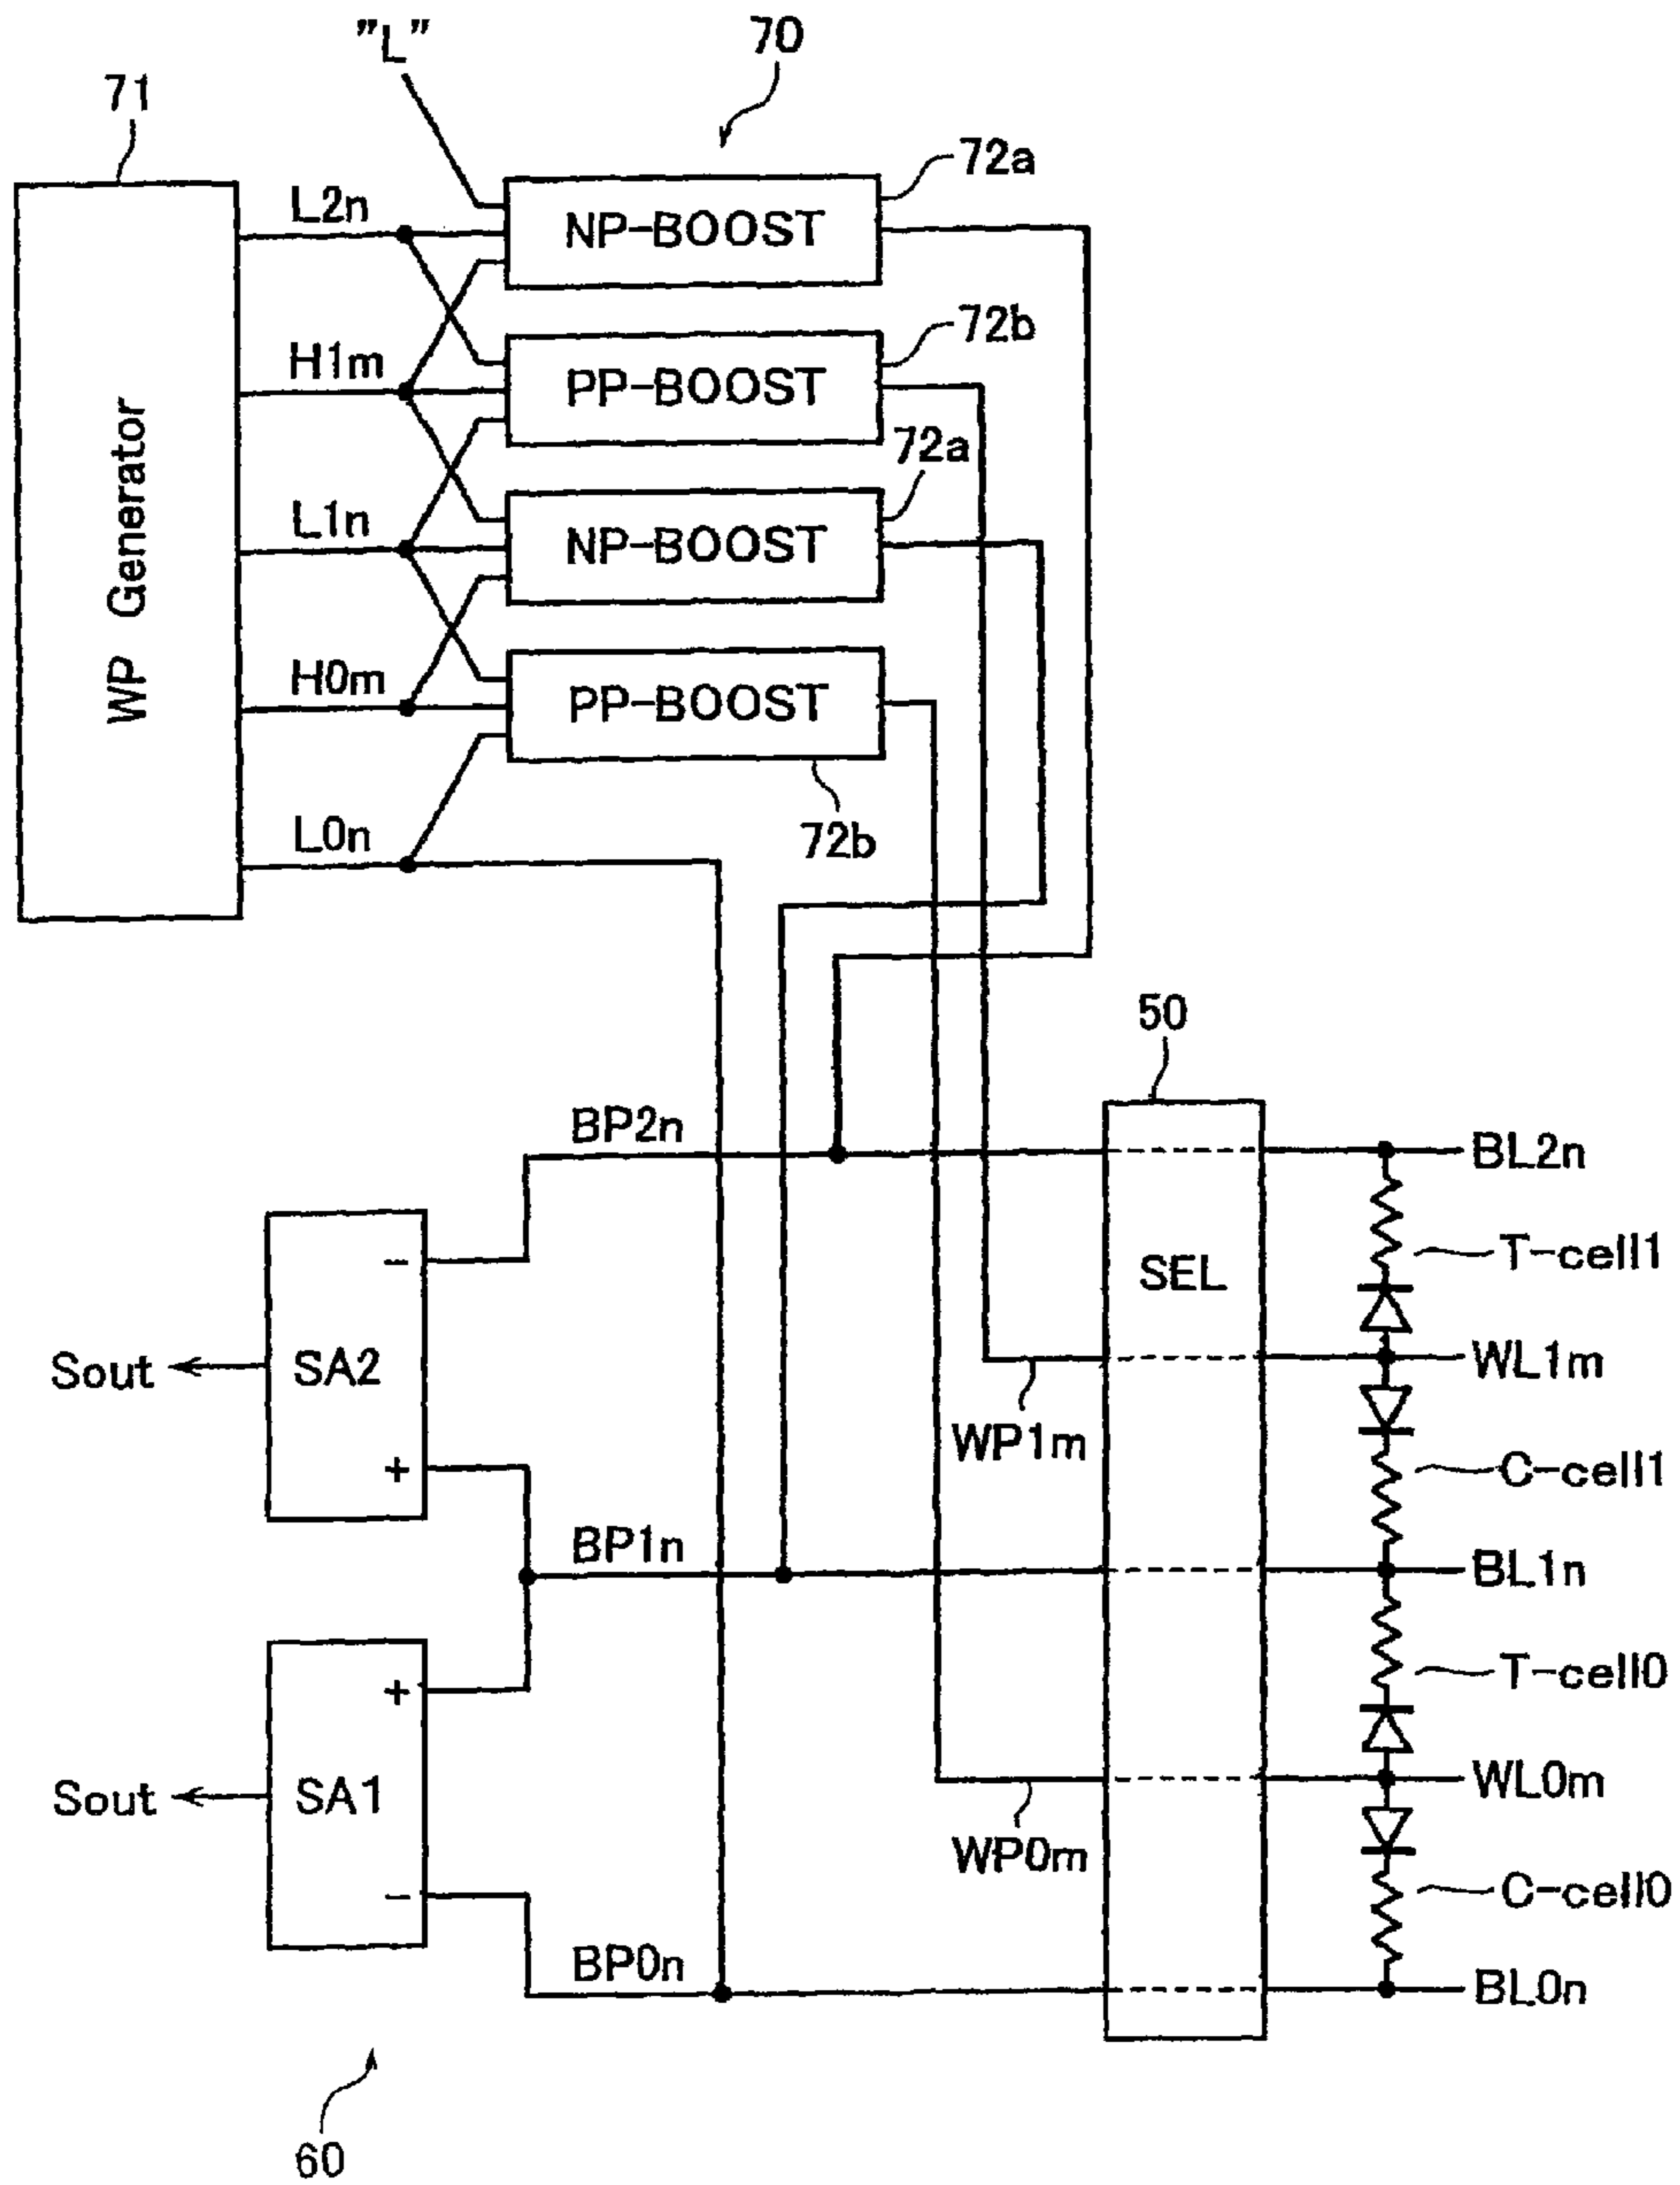 "L"
70
71
72a
L2n
NP-BOOST
72b
H1m
PP-BOOST
72a
L1n
NP-BOOST
WP Generator
H0m
PP-BOOST
L0n
72b
50
BP2n
BL2n
−
T-cell1
SEL
Sout
SA2
WL1m
WP1m
+
C-cell1
BP1n
BL1n
T-cell0
+
Sout
SA1
WL0m
WP0m
−
C-cell0
BP0n
BL0n
60